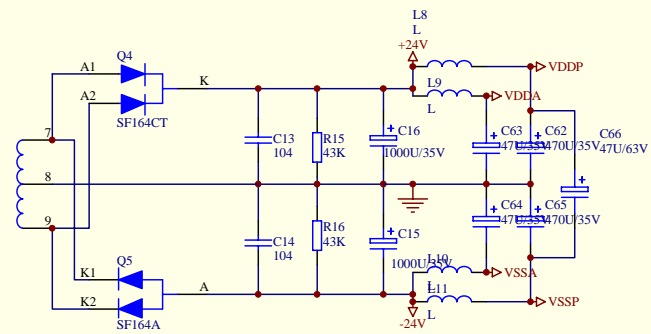 L8
L
+24V
Q4
A1
K
VDDP
A2
L9
L
VDDA
SF164CT
7
C13
104
R15
43K
C16
1000U/35V
C63
47U/35V
C62
470U/35V
C66
47U/63V
8
9
C14
104
R16
43K
C15
1000U/35V
C64
47U/35V
C65
470U/35V
Q5
K1
A
L10
L
VSSA
K2
L11
L
VSSP
SF164A
-24V